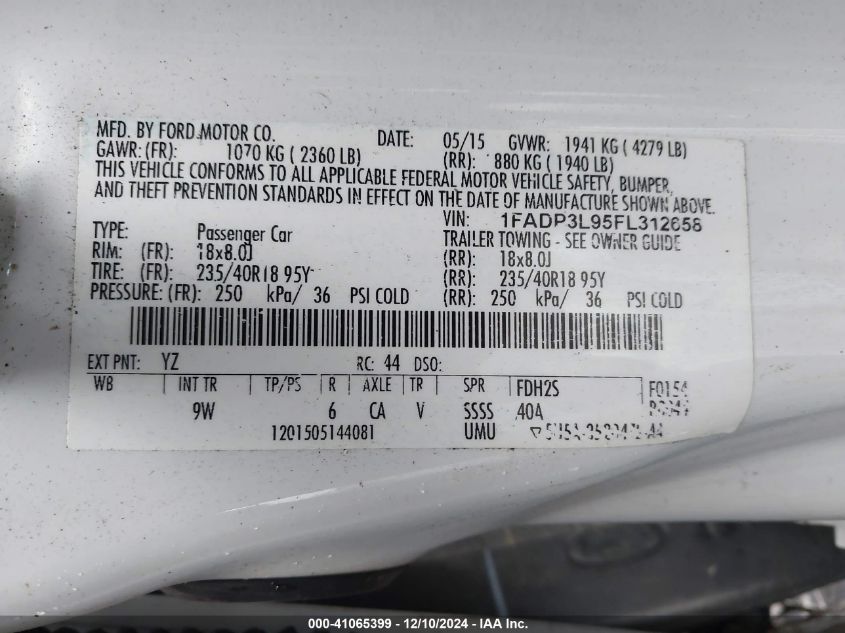 MFD. BY FORD MOTOR CO. DATE: 05/15 GVWR: 1941 KG ( 4279 LB)
GAWR: (FR): 1070 KG ( 2360 LB) (RR): 880 KG ( 1940 LB)
THIS VEHICLE CONFORMS TO ALL APPLICABLE FEDERAL MOTOR VEHICLE SAFETY, BUMPER,
AND THEFT PREVENTION STANDARDS IN EFFECT ON THE DATE OF MANUFACTURE SHOWN ABOVE.
VIN: 1FADP3L95FL312658
TYPE: Passenger Car TRAILER TOWING - SEE OWNER GUIDE
RIM: (FR): 18x8.0J (RR): 18x8.0J
TIRE: (FR): 235/40R18 95Y (RR): 235/40R18 95Y
PRESSURE: (FR): 250 kPa/ 36 PSI COLD (RR): 250 kPa/ 36 PSI COLD
EXT PNT: YZ RC: 44 DSO:
WB INT TR TP/PS R AXLE TR SPR FDH2S F0154
9W 6 CA V SSSS 40A
1201505144081 UMU
000-41065399 - 12/10/2024 - IAA Inc.